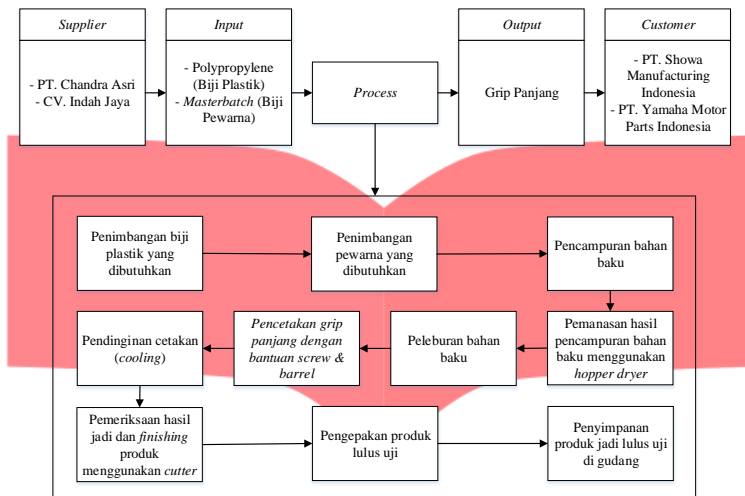 Supplier
- PT. Chandra Asri
- CV. Indah Jaya
Input
- Polypropylene
(Biji Plastik)
- Masterbatch (Biji
Pewarna)
Process
Output
Grip Panjang
Customer
- PT. Showa
Manufacturing
Indonesia
- PT. Yamaha Motor
Parts Indonesia
Penimbangan biji
plastik yang
dibutuhkan
Penimbangan
pewarna yang
dibutuhkan
Pencampuran bahan
baku
Pemanasan hasil
pencampuran bahan
baku menggunakan
hopper dryer
Peleburan bahan
baku
Pencetakan grip
panjang dengan
bantuan screw &
barrel
Pendinginan cetakan
(cooling)
Pemeriksaan hasil
jadi dan finishing
produk
menggunakan cutter
Pengepakan produk
lulus uji
Penyimpanan
produk jadi lulus uji
di gudang